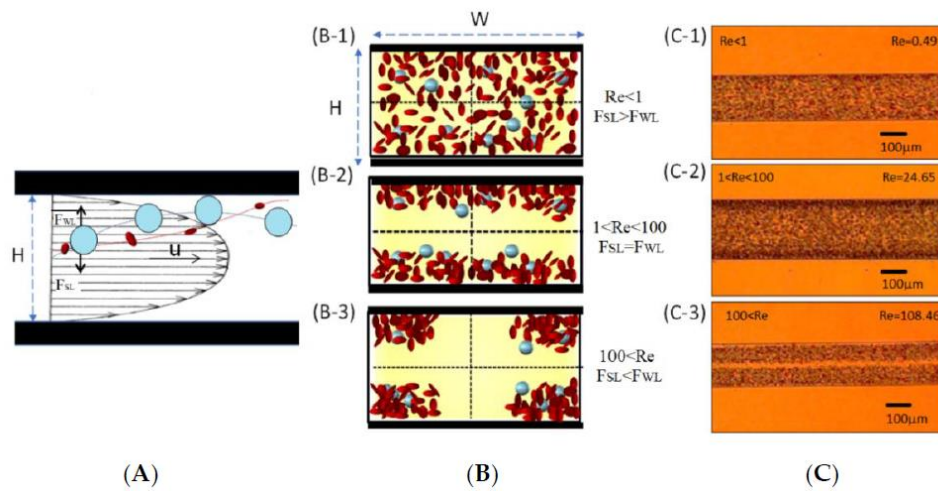 H
FWL
FSL
u
(A)
W
H
(B-1)
Re<1
FSL>FWL
(B-2)
1<Re<100
FSL=FWL
(B-3)
100<Re
FSL<FWL
(B)
(C-1)
Re<1
Re=0.49
100μm
(C-2)
1<Re<100
Re=24.65
100μm
(C-3)
100<Re
Re=108.46
100μm
(C)